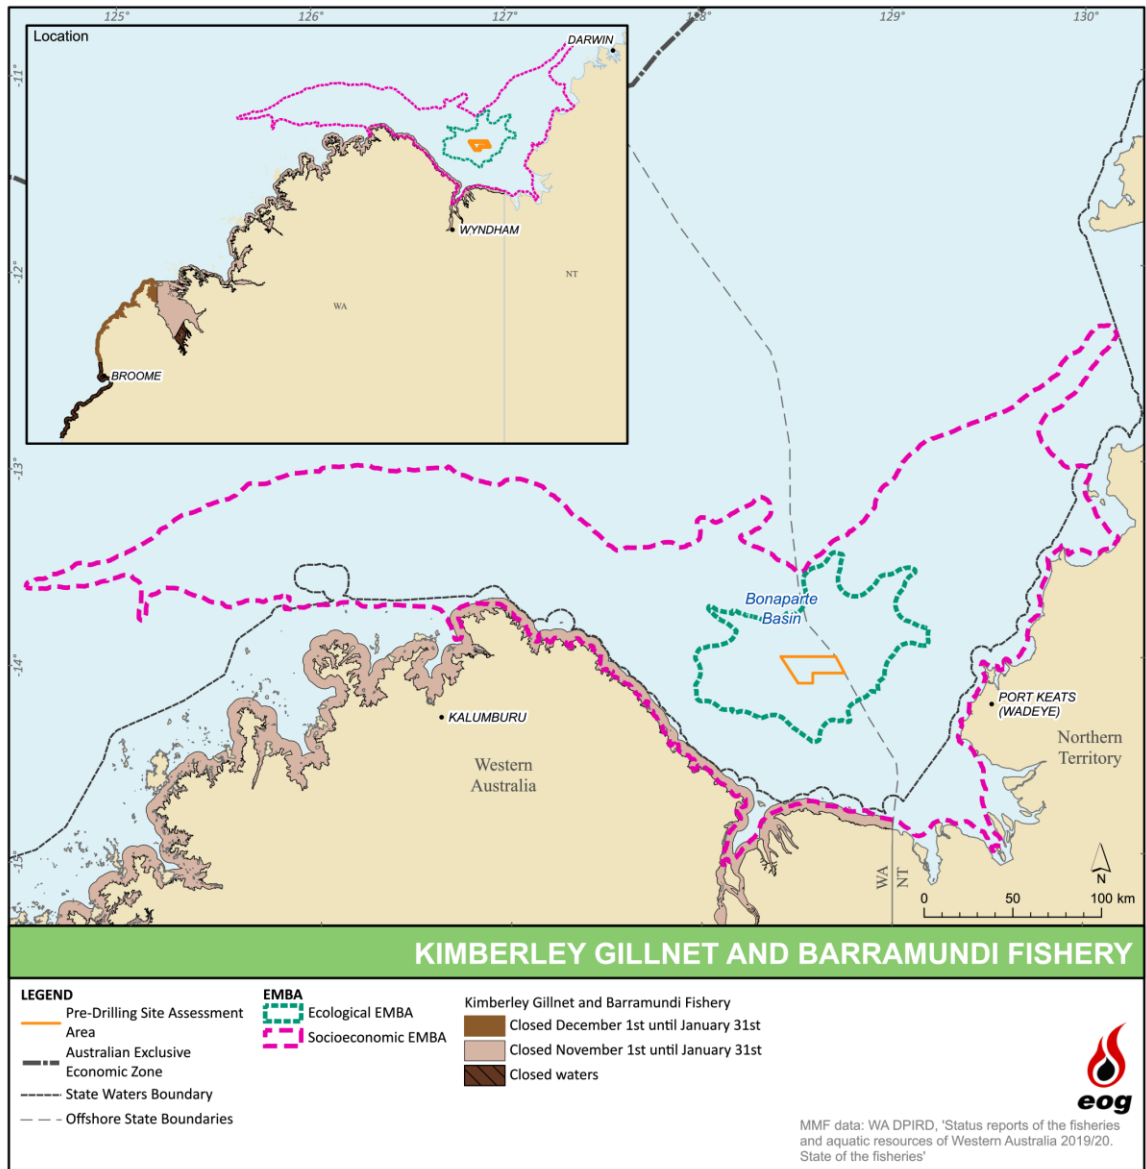 125°
126°
127°
128°
129°
130°
Location
DARWIN
-11°
WYNDHAM
NT
WA
-12°
BROOME
-13°
Bonaparte
Basin
-14°
KALUMBURU
PORT KEATS
(WADEYE)
Northern
Territory
Western
Australia
-15°
WA
NT
N
0
50
100 km
KIMBERLEY GILLNET AND BARRAMUNDI FISHERY
LEGEND
Pre-Drilling Site Assessment
Area
Australian Exclusive
Economic Zone
State Waters Boundary
Offshore State Boundaries
EMBA
Ecological EMBA
Socioeconomic EMBA
Kimberley Gillnet and Barramundi Fishery
Closed December 1st until January 31st
Closed November 1st until January 31st
Closed waters
eog
MMF data: WA DPIRD, 'Status reports of the fisheries
and aquatic resources of Western Australia 2019/20.
State of the fisheries'